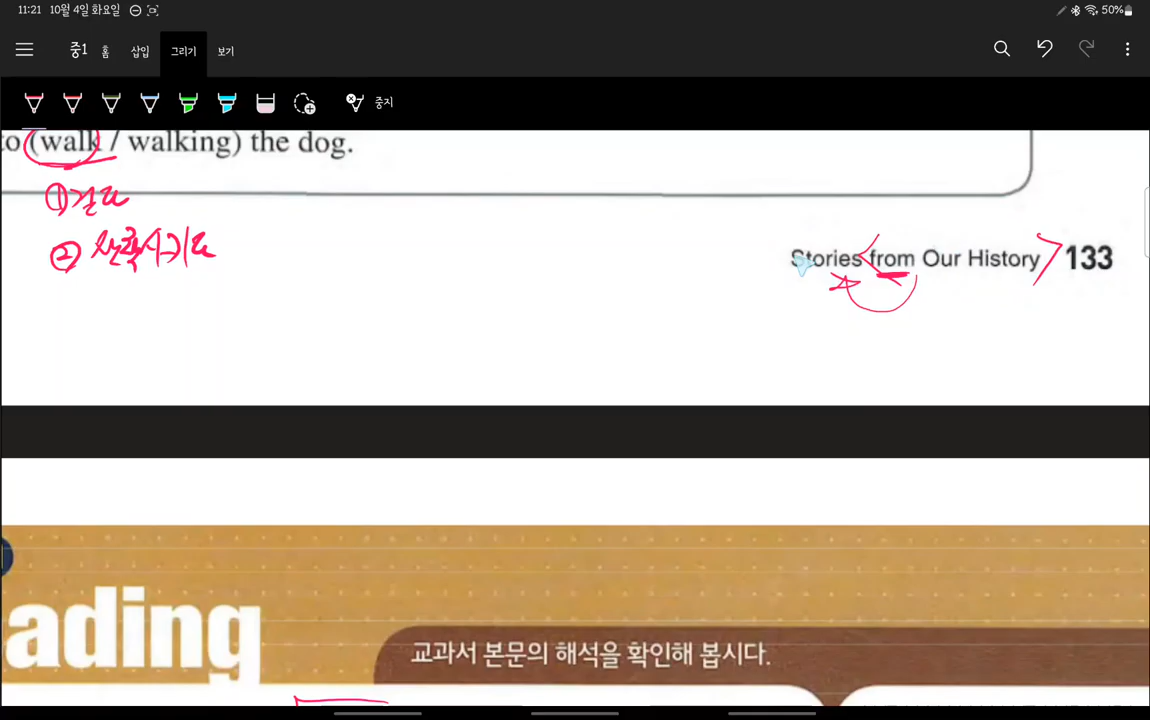 11:21 10월 4일 화요일 50%
중1 홈 삽입 그리기 보기
중지
to (walk / walking) the dog.
①걷다
②산책시키다
Stories from Our History 133
ading
교과서 본문의 해석을 확인해 봅시다.